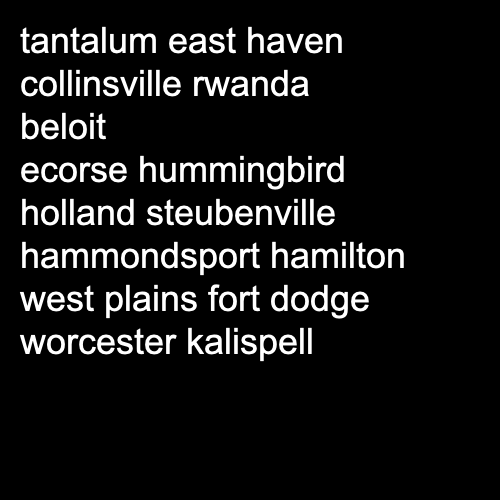 tantalum east haven
collinsville rwanda
beloit
ecorse hummingbird
holland steubenville
hammondsport hamilton
west plains fort dodge
worcester kalispell